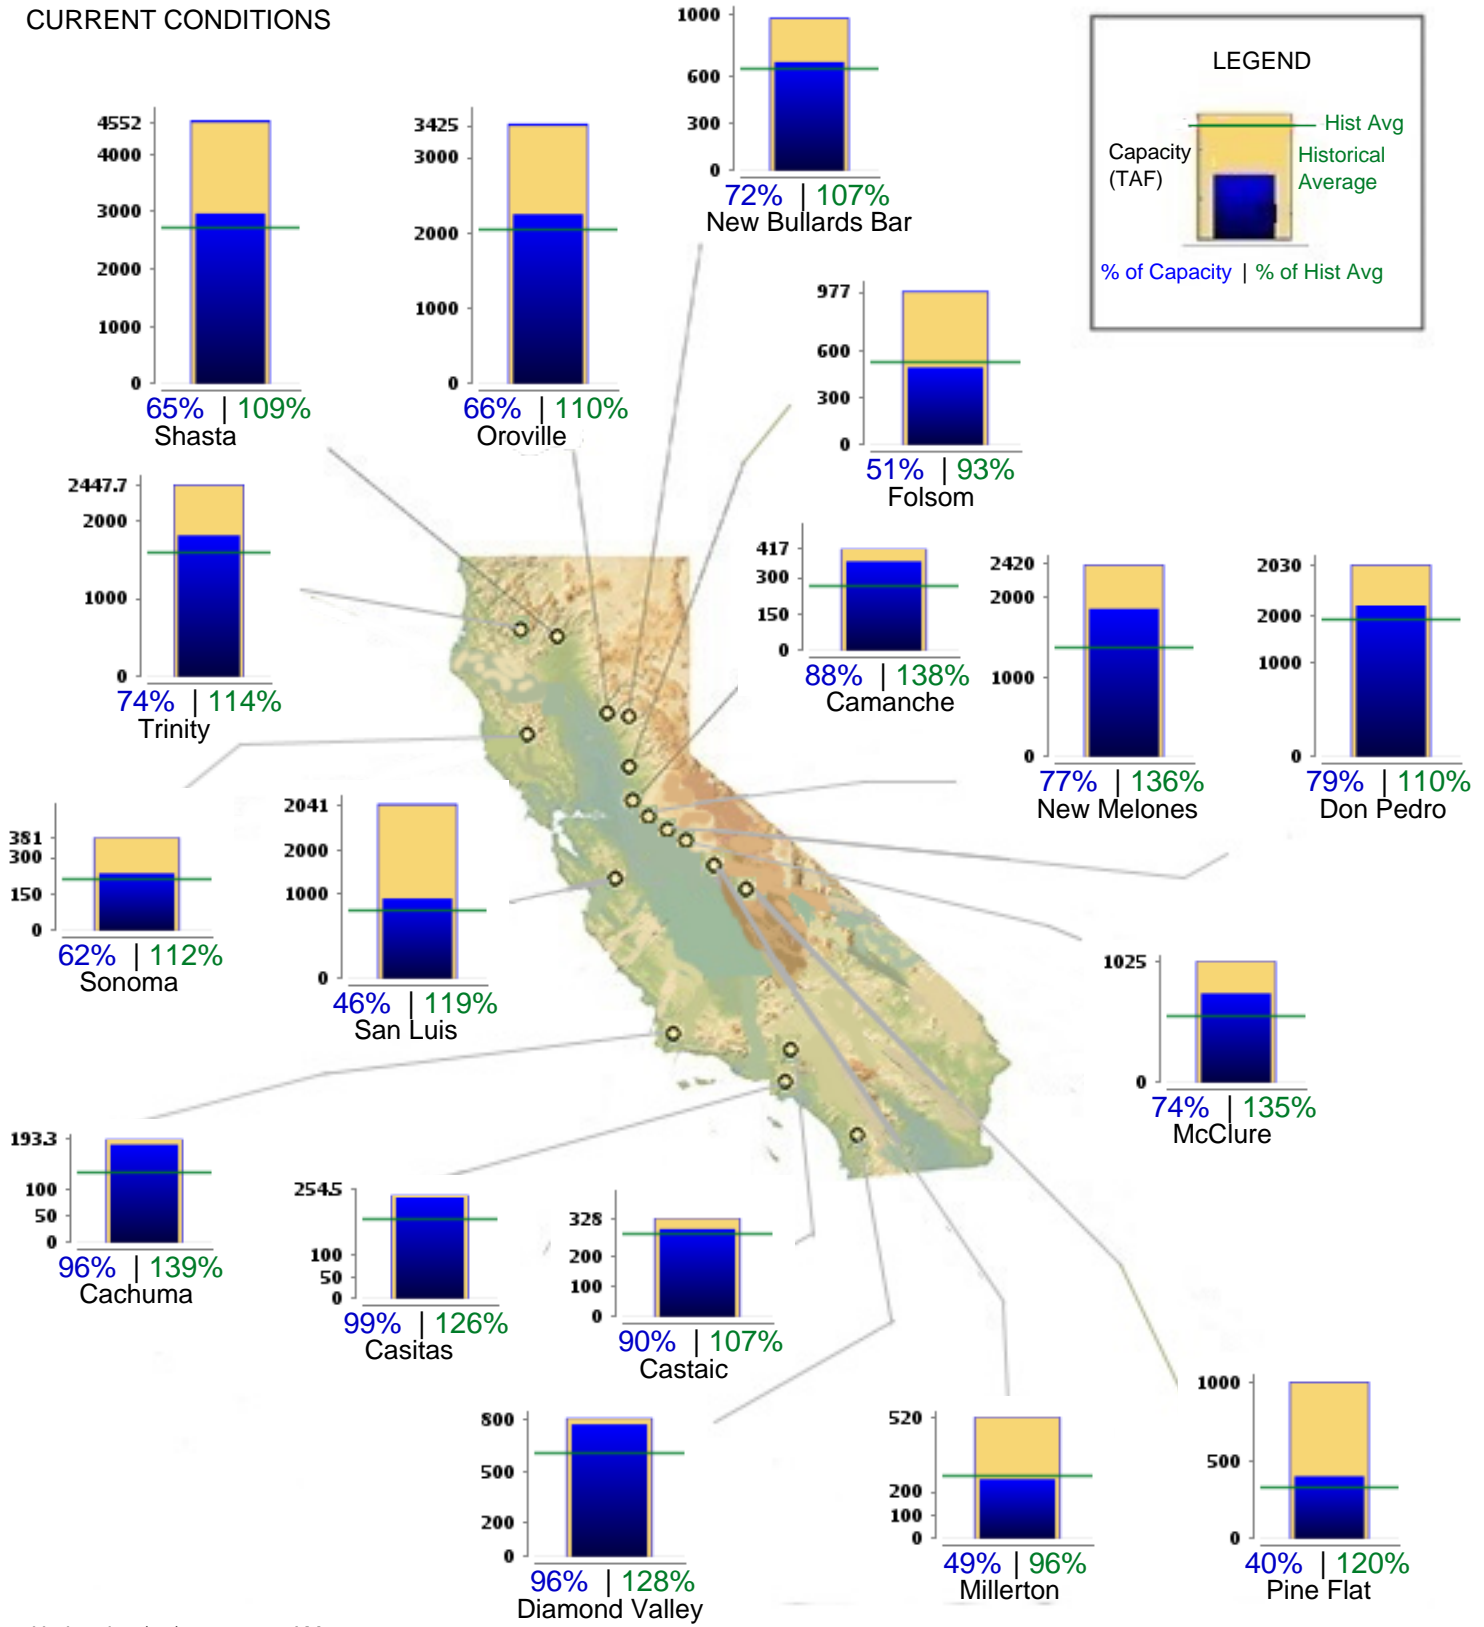 CURRENT CONDITIONS
1000
600
300
0
72% | 107%
New Bullards Bar
LEGEND
Hist Avg
Capacity
(TAF)
Historical
Average
% of Capacity | % of Hist Avg
4552
4000
3000
2000
1000
0
65% | 109%
Shasta
3425
3000
2000
1000
0
66% | 110%
Oroville
977
600
300
0
51% | 93%
Folsom
2447.7
2000
1000
0
74% | 114%
Trinity
417
300
150
0
88% | 138%
Camanche
2420
2000
1000
0
77% | 136%
New Melones
2030
2000
1000
0
79% | 110%
Don Pedro
381
300
150
0
62% | 112%
Sonoma
2041
2000
1000
0
46% | 119%
San Luis
1025
0
74% | 135%
McClure
193.3
100
50
0
96% | 139%
Cachuma
254.5
100
50
0
99% | 126%
Casitas
328
200
100
0
90% | 107%
Castaic
800
500
200
0
96% | 128%
Diamond Valley
520
200
100
0
49% | 96%
Millerton
1000
500
0
40% | 120%
Pine Flat